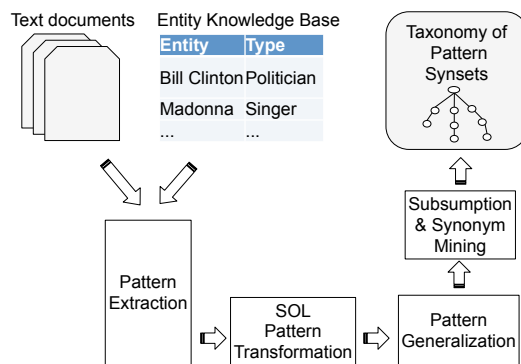 Text documents
Entity Knowledge Base
Entity Type
Bill Clinton Politician
Madonna Singer
... ...
Taxonomy of
Pattern
Synsets
Subsumption
& Synonym
Mining
Pattern
Extraction
SOL
Pattern
Transformation
Pattern
Generalization